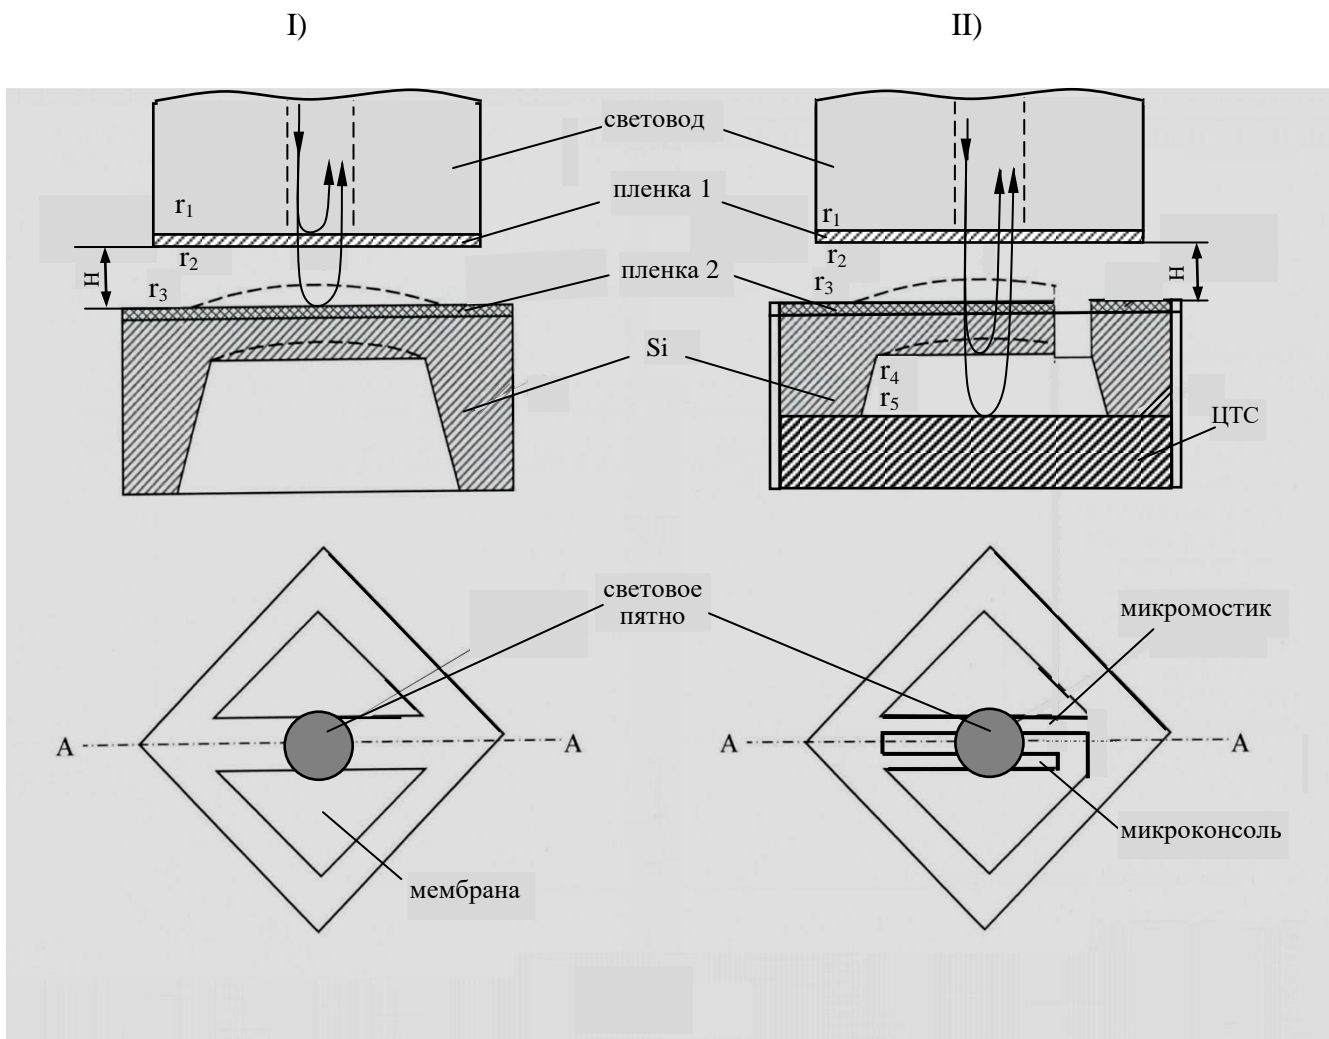 I) II)
световод
пленка 1
r₁ r₁
r₂ r₂
H H
пленка 2
r₃ r₃
Si
r₄
r₅
ЦТС
световое
пятно
микромостик
A A A A
микроконсоль
мембрана